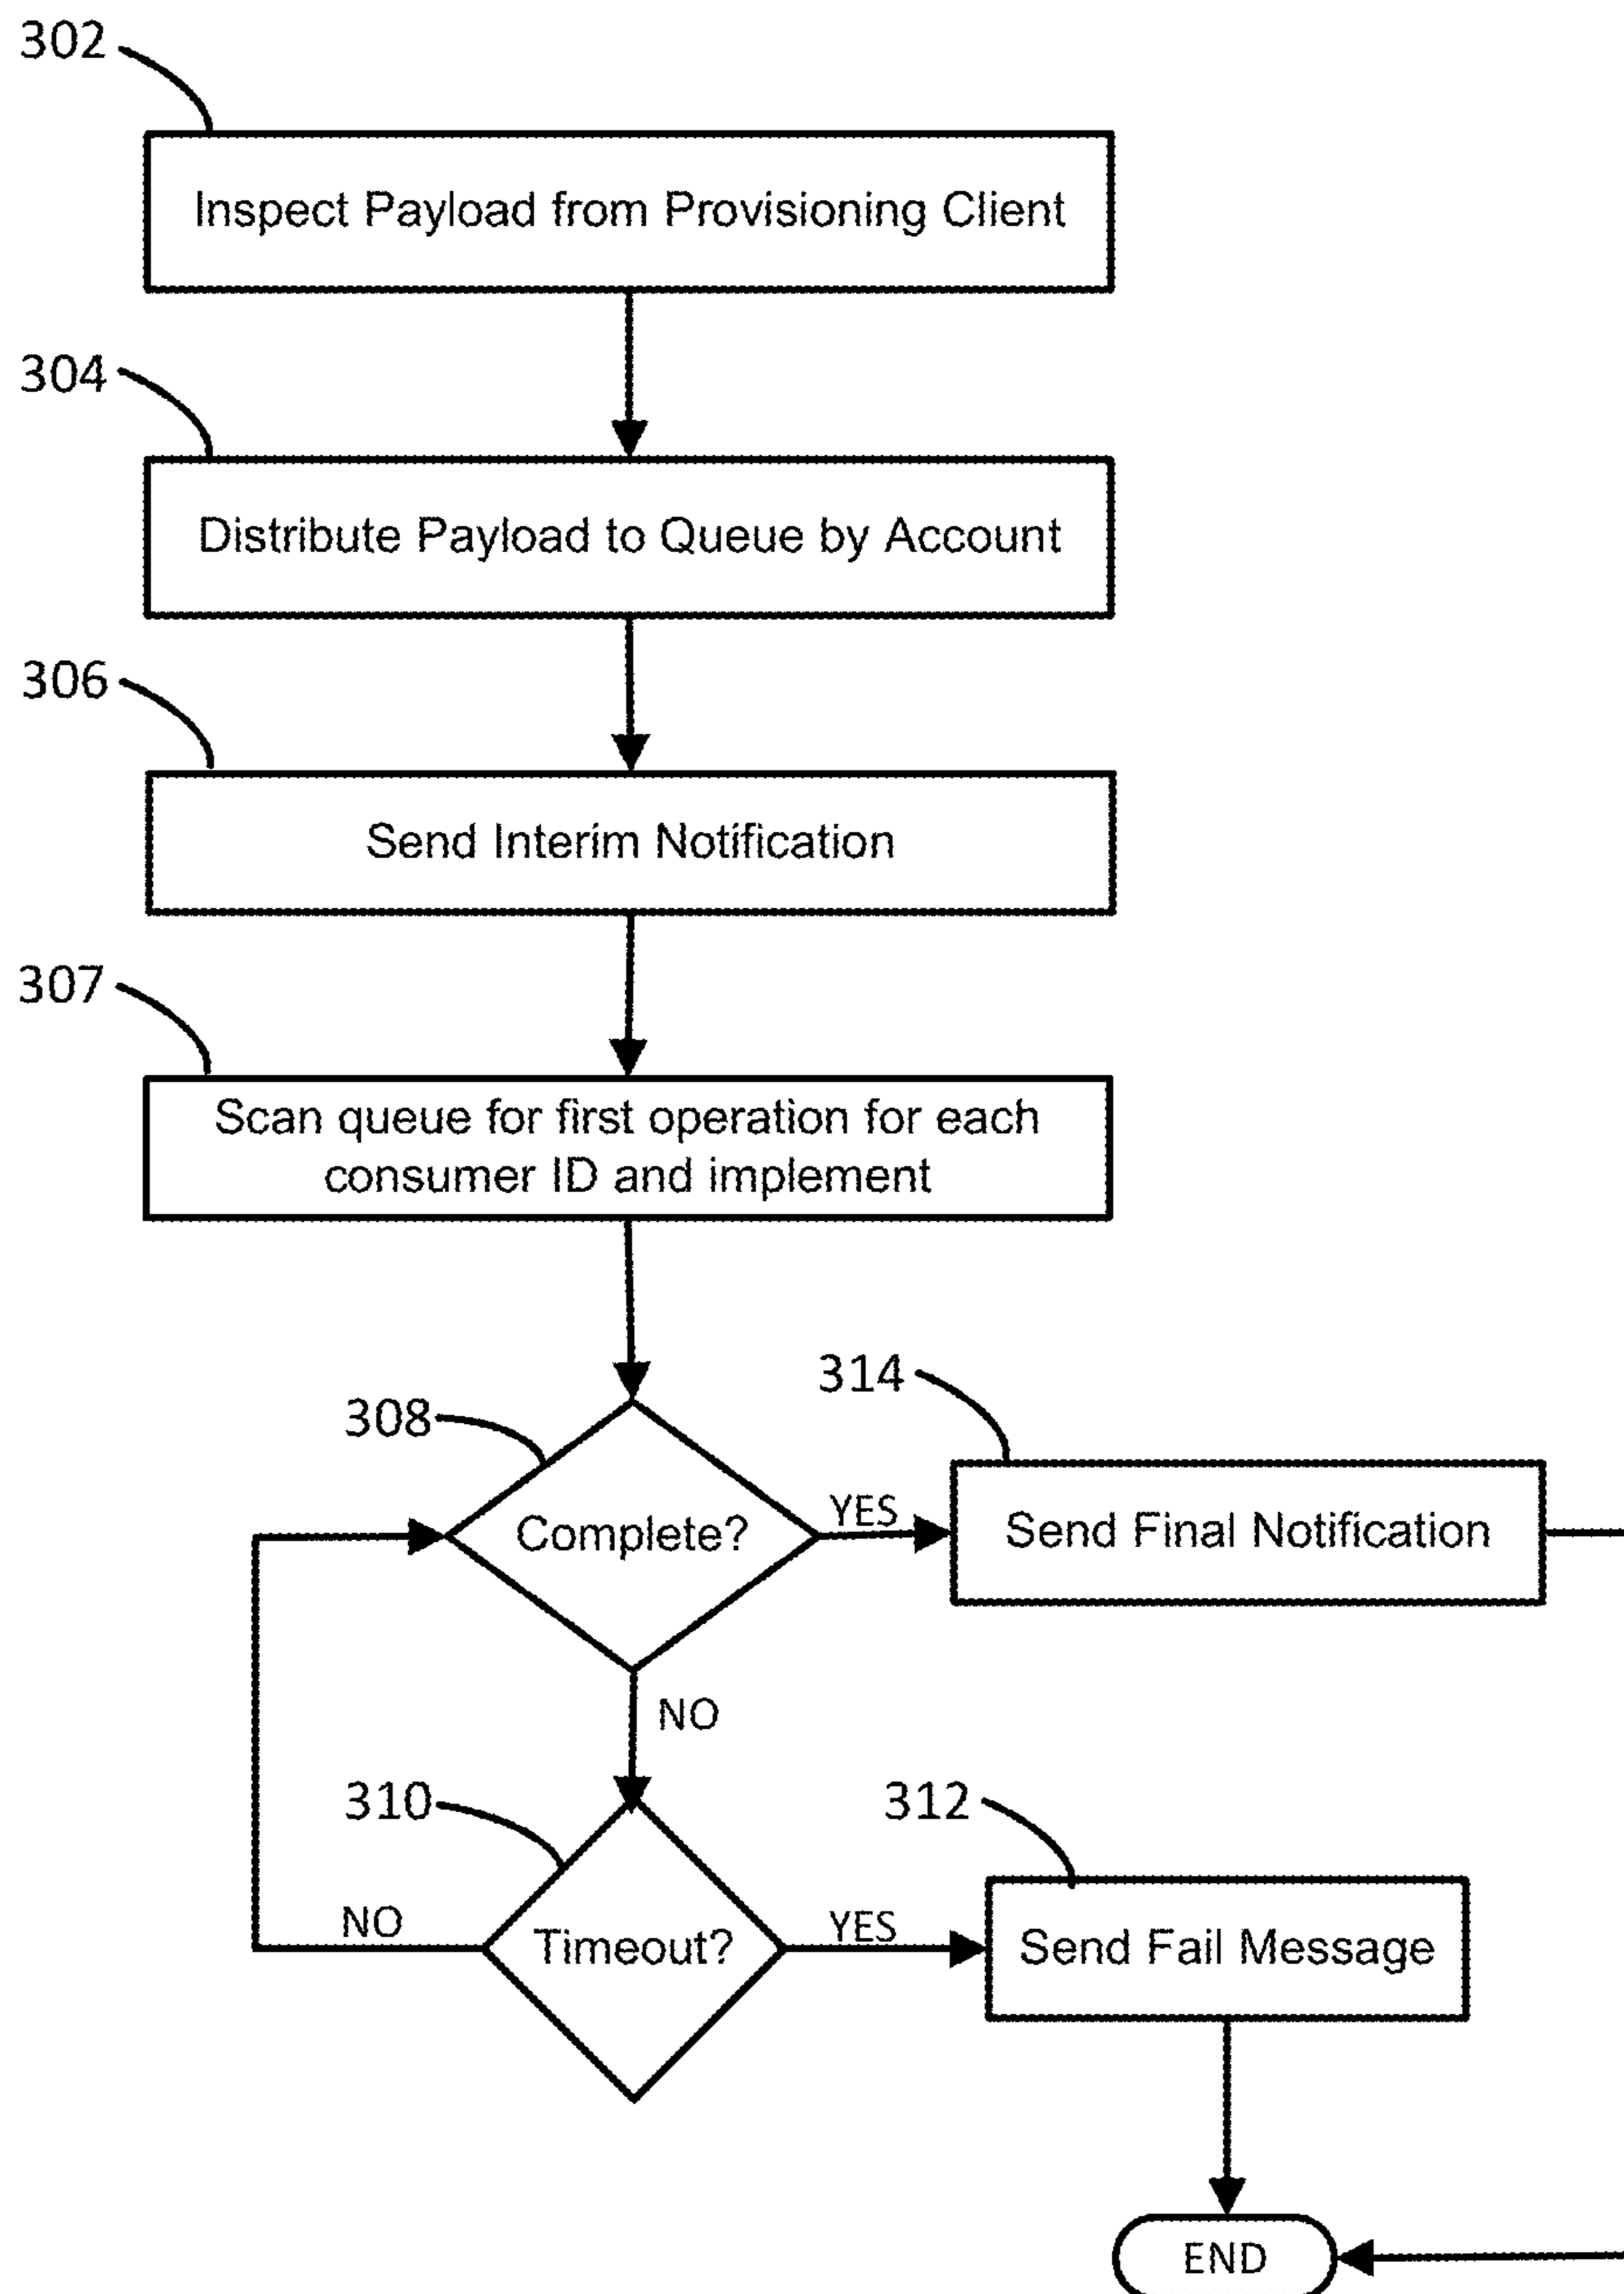 302
Inspect Payload from Provisioning Client
304
Distribute Payload to Queue by Account
306
Send Interim Notification
307
Scan queue for first operation for each
consumer ID and implement
308
Complete?
YES
314
Send Final Notification
NO
310
Timeout?
NO
YES
312
Send Fail Message
END